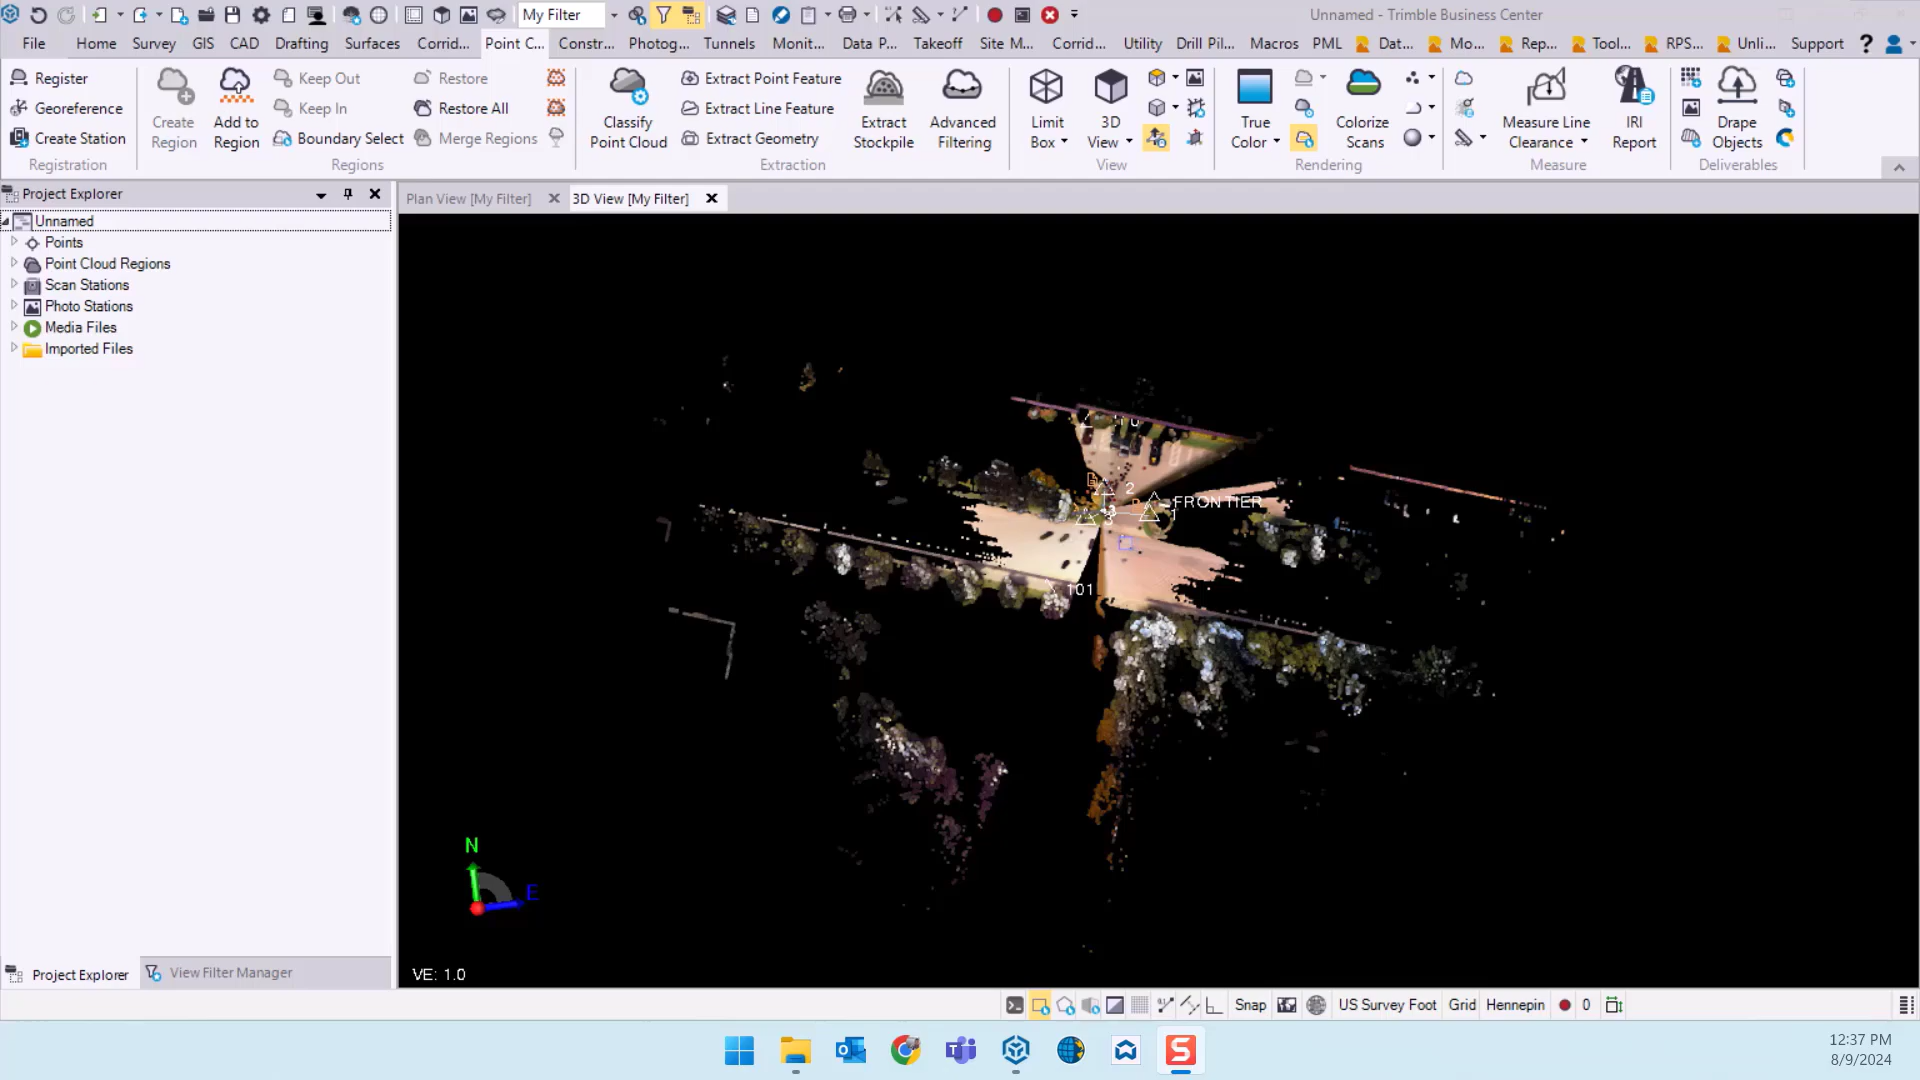 My Filter
Unnamed - Trimble Business Center
File Home Survey GIS CAD Drafting Surfaces Corrid... Point C... Constr... Photog... Tunnels Monit... Data P... Takeoff Site M... Corrid... Utility Drill Pil... Macros PML Dat... Mo... Rep... Tool... RPS... Unli... Support ?
Register
Georeference
Create Station
Registration
Create Region
Add to Region
Keep Out
Keep In
Boundary Select
Restore
Restore All
Merge Regions
Regions
Classify Point Cloud
Extract Point Feature
Extract Line Feature
Extract Geometry
Extract Stockpile
Advanced Filtering
Extraction
Limit Box
3D View
View
True Color
Colorize Scans
Rendering
Measure Line Clearance
IRI Report
Measure
Drape Objects
Deliverables
Project Explorer
Plan View [My Filter]
3D View [My Filter]
Unnamed
Points
Point Cloud Regions
Scan Stations
Photo Stations
Media Files
Imported Files
2
FRONTIER
3
1
101
N
E
VE: 1.0
Project Explorer
View Filter Manager
Snap
US Survey Foot
Grid
Hennepin
0
12:37 PM
8/9/2024